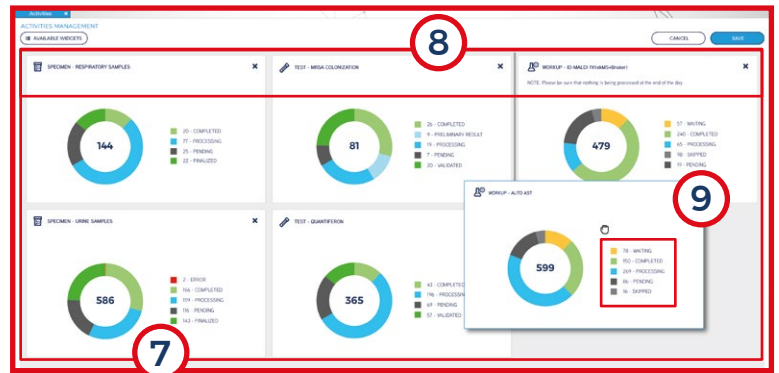 Activities ×
ACTIVITIES MANAGEMENT
AVAILABLE WIDGETS
CANCEL
SAVE
8
SPECIMEN - RESPIRATORY SAMPLES
TEST - MRSA COLONIZATION
WORKUP - ID-MALDI (VitekMS+Bruker)
NOTE: Please be sure that nothing is being processed at the end of the day
144
20 - COMPLETED
77 - PROCESSING
25 - PENDING
22 - FINALIZED
81
26 - COMPLETED
9 - PRELIMINARY RESULT
19 - PROCESSING
7 - PENDING
20 - VALIDATED
479
57 - WAITING
240 - COMPLETED
65 - PROCESSING
98 - SKIPPED
19 - PENDING
SPECIMEN - URINE SAMPLES
TEST - QUANTIFERON
WORKUP - AUTO AST
9
586
2 - ERROR
166 - COMPLETED
159 - PROCESSING
116 - PENDING
143 - FINALIZED
365
43 - COMPLETED
196 - PROCESSIN
69 - PENDING
57 - VALIDATED
599
78 - WAITING
150 - COMPLETED
269 - PROCESSING
86 - PENDING
16 - SKIPPED
7